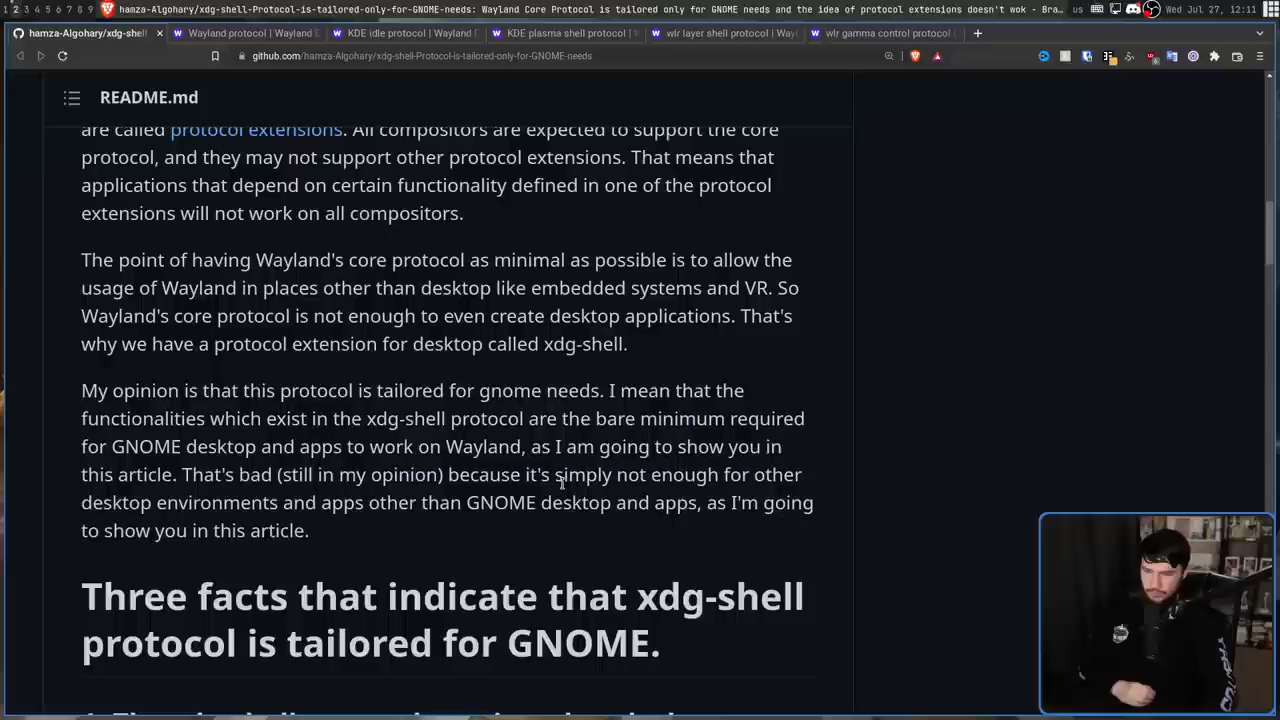 1 2 3 4 5 6 7 8 9
hamza-Algohary/xdg-shell-Protocol-is-tailored-only-for-GNOME-needs: Wayland Core Protocol is tailored only for GNOME needs and the idea of protocol extensions doesn't wok - Bra...
us
Wed Jul 27, 12:11
hamza-Algohary/xdg-shell
Wayland protocol | Wayland
KDE idle protocol | Wayland
KDE plasma shell protocol |
wlr layer shell protocol | Wayl
wlr gamma control protocol
github.com/hamza-Algohary/xdg-shell-Protocol-is-tailored-only-for-GNOME-needs
README.md
are called protocol extensions. All compositors are expected to support the core
protocol, and they may not support other protocol extensions. That means that
applications that depend on certain functionality defined in one of the protocol
extensions will not work on all compositors.
The point of having Wayland's core protocol as minimal as possible is to allow the
usage of Wayland in places other than desktop like embedded systems and VR. So
Wayland's core protocol is not enough to even create desktop applications. That's
why we have a protocol extension for desktop called xdg-shell.
My opinion is that this protocol is tailored for gnome needs. I mean that the
functionalities which exist in the xdg-shell protocol are the bare minimum required
for GNOME desktop and apps to work on Wayland, as I am going to show you in
this article. That's bad (still in my opinion) because it's simply not enough for other
desktop environments and apps other than GNOME desktop and apps, as I'm going
to show you in this article.
Three facts that indicate that xdg-shell
protocol is tailored for GNOME.